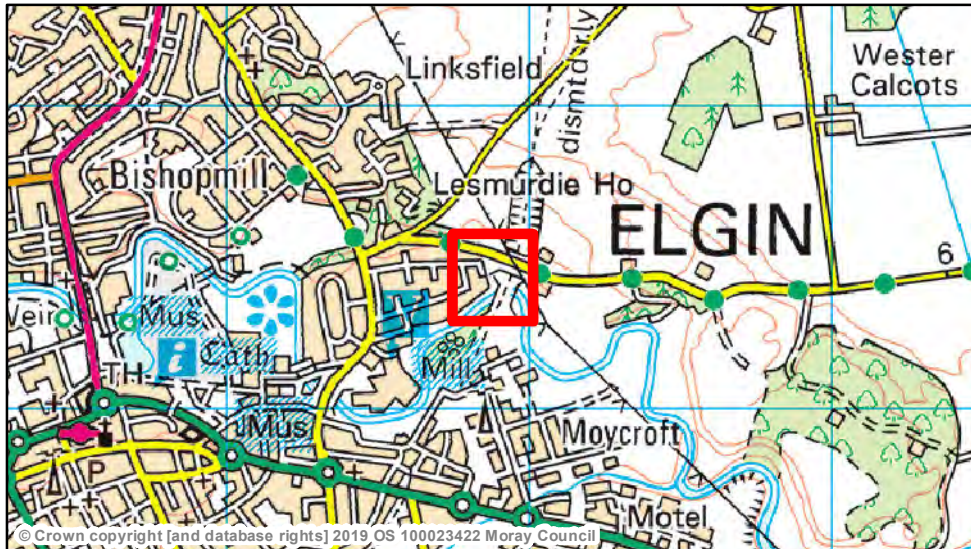 Linksfield
dismtd rly
Wester
Calcots
Bishopmill
Lesmurdie Ho
ELGIN
6
Weir
Mus
i
Cath
i
Mill
TH
Mus
Moycroft
P
Motel
© Crown copyright [and database rights] 2019 OS 100023422 Moray Council